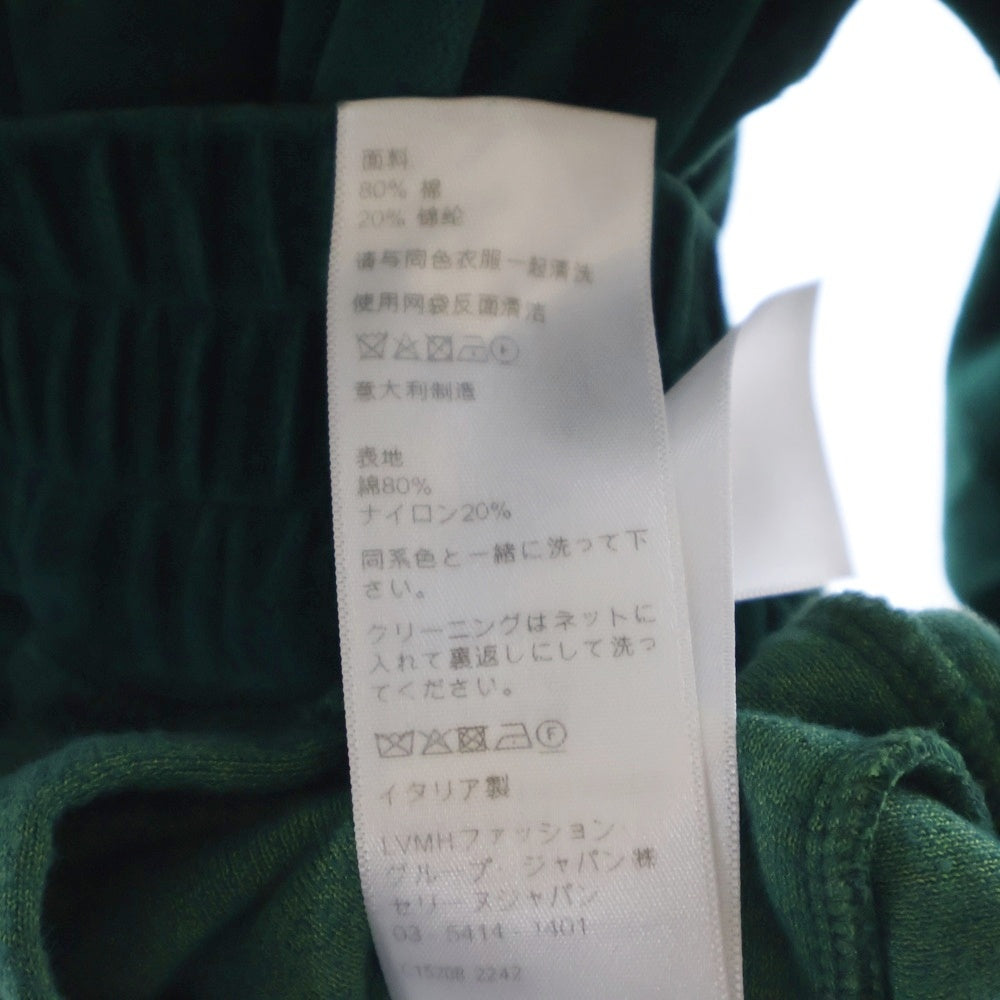 面料
80% 棉
20% 锦纶
请与同色衣服一起清洗
使用网袋反面清洁
意大利制造
表地
綿80%
ナイロン20%
同系色と一緒に洗って下
さい。
クリーニングはネットに
入れて裏返しにして洗っ
てください。
F
イタリア製
LVMHファッション
グループ ジャパン㈱
セリーヌジャパン
03-5414-1401
2242